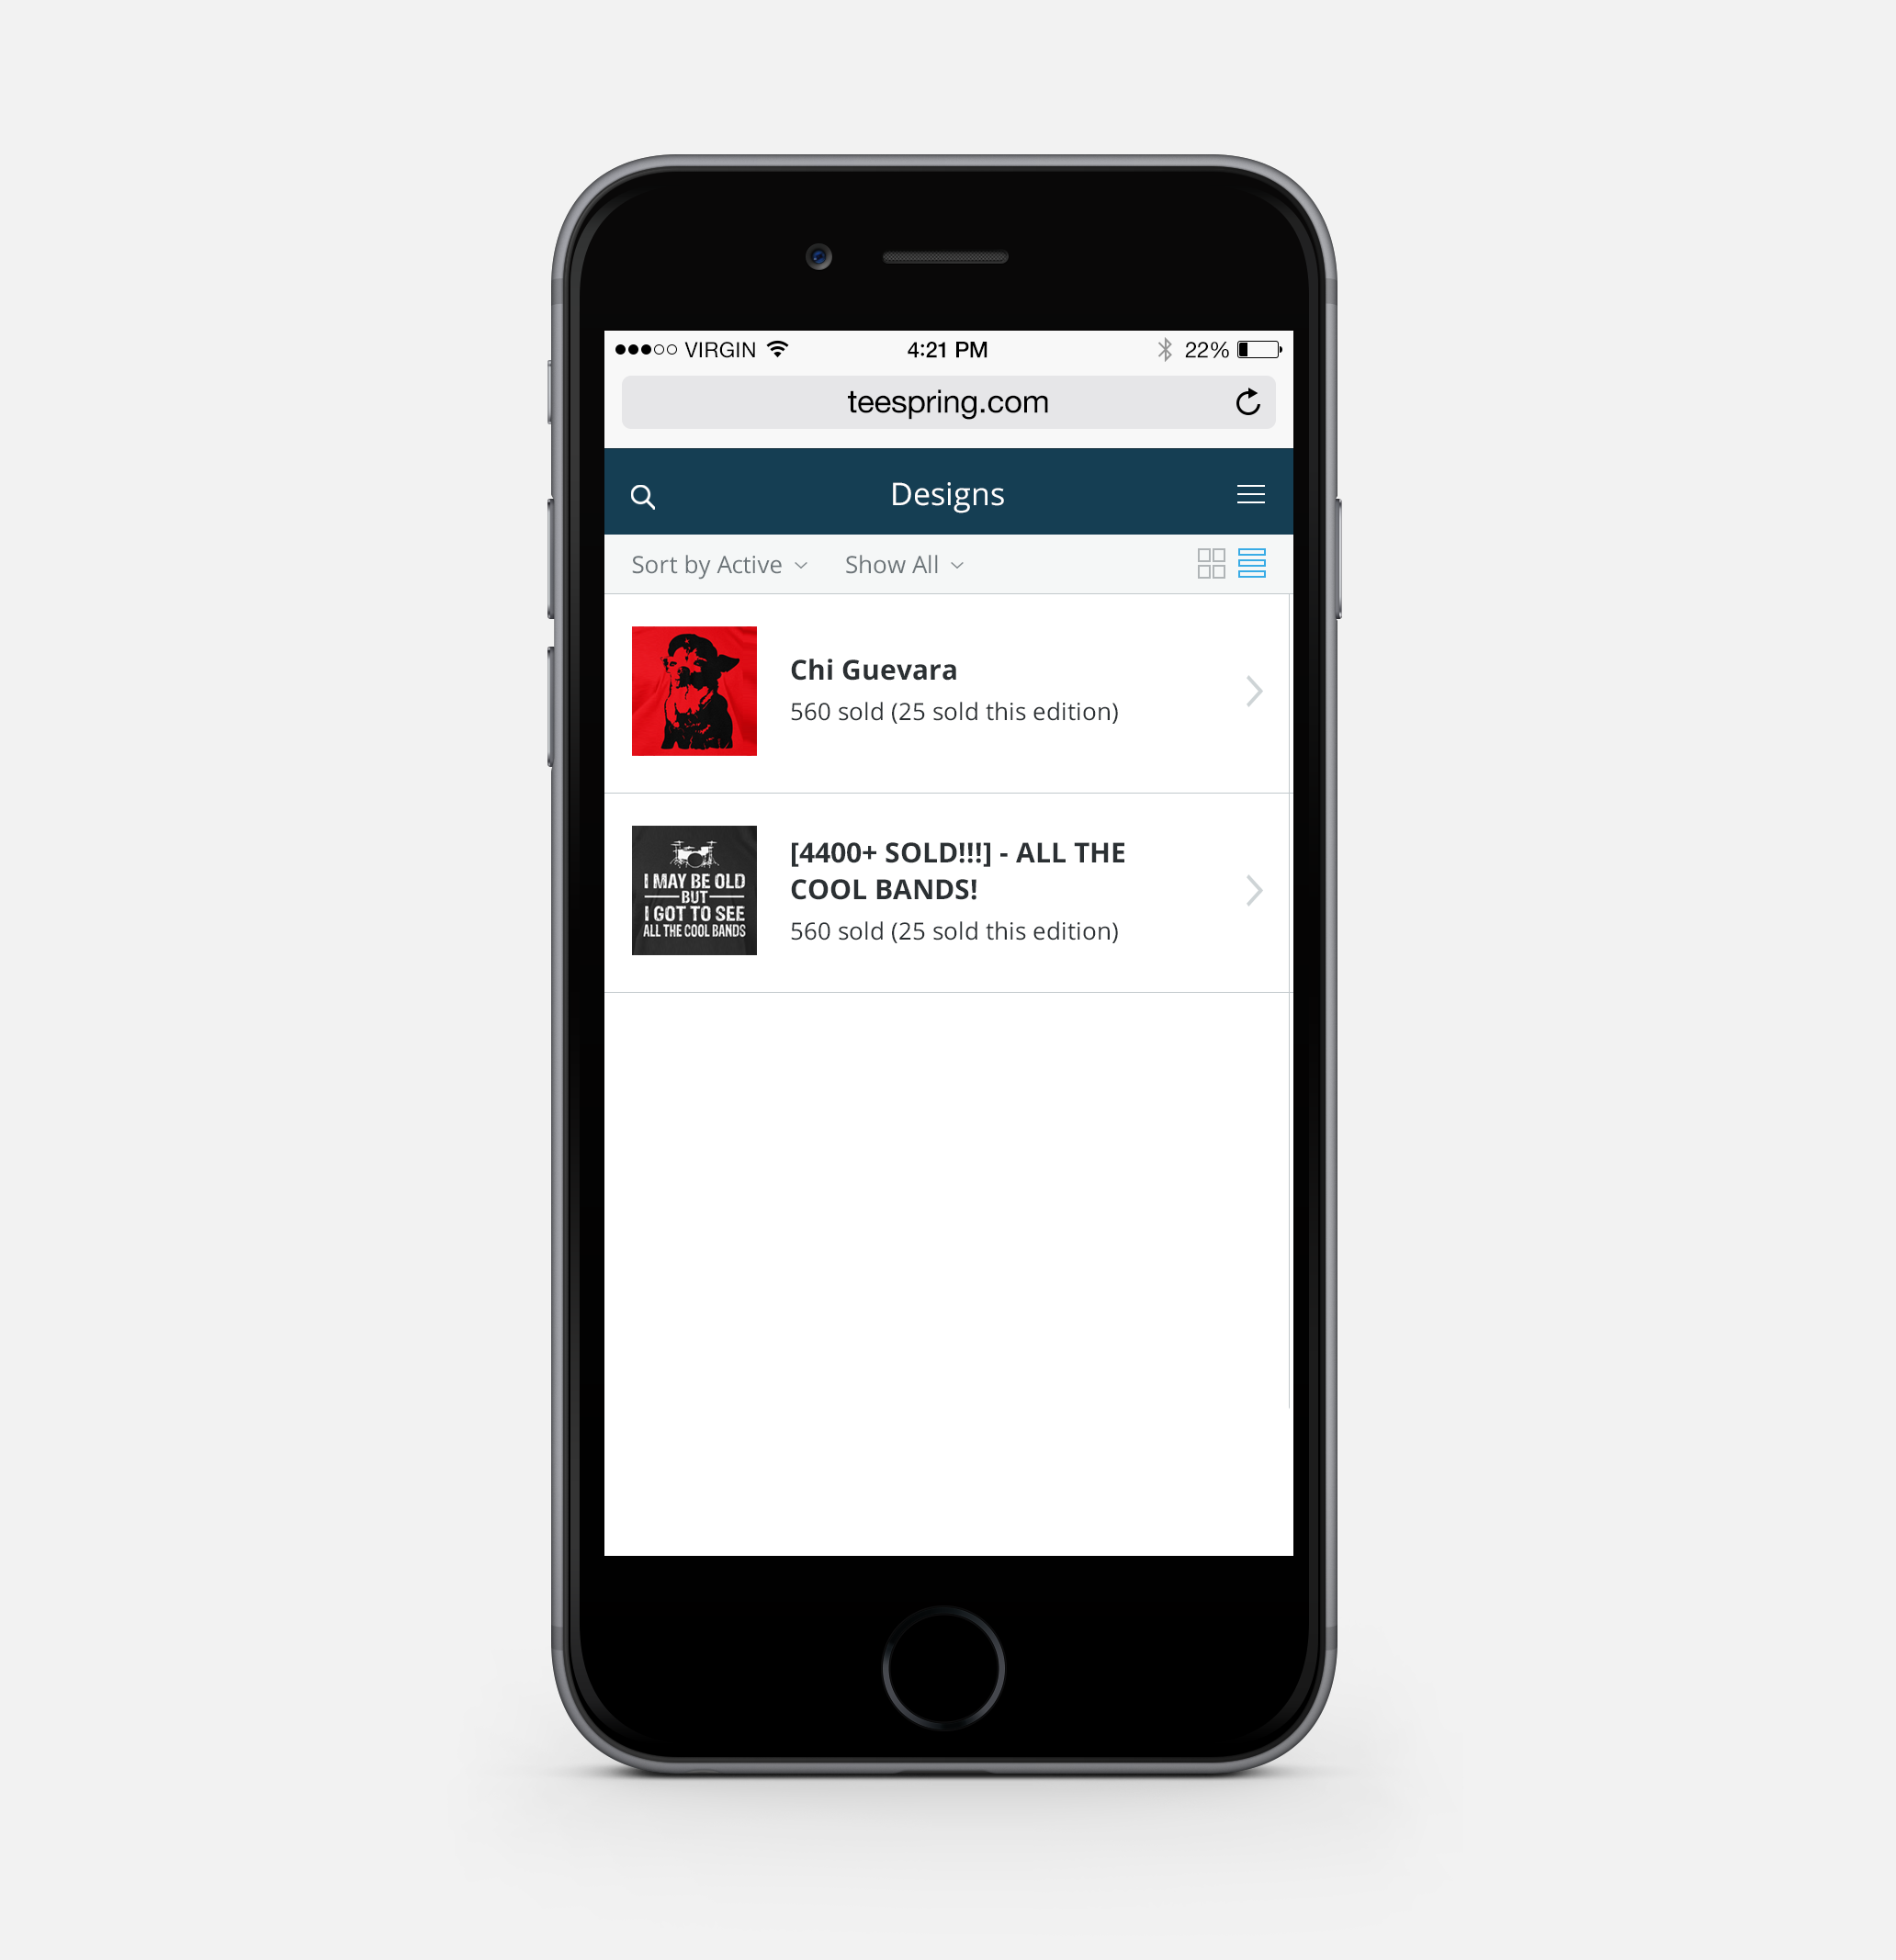 VIRGIN 4:21 PM 22%
teespring.com
Designs
Sort by Active Show All
Chi Guevara
560 sold (25 sold this edition)
I MAY BE OLD
BUT
I GOT TO SEE
ALL THE COOL BANDS
[4400+ SOLD!!!] - ALL THE
COOL BANDS!
560 sold (25 sold this edition)